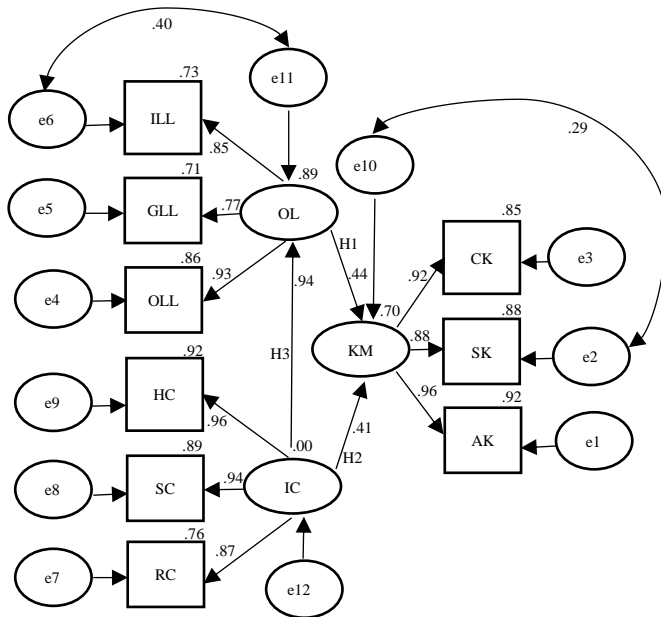 .40
e11
.73
e6
ILL
.85
.29
e10
.71
.89
e5
GLL
.77
OL
.85
H1
CK
e3
.86
.44
.92
e4
OLL
.93
.94
.70
.88
KM
.88
SK
e2
.92
H3
.96
.92
e9
HC
.96
.41
AK
e1
.89
.00
H2
e8
SC
.94
IC
.76
.87
e7
RC
e12